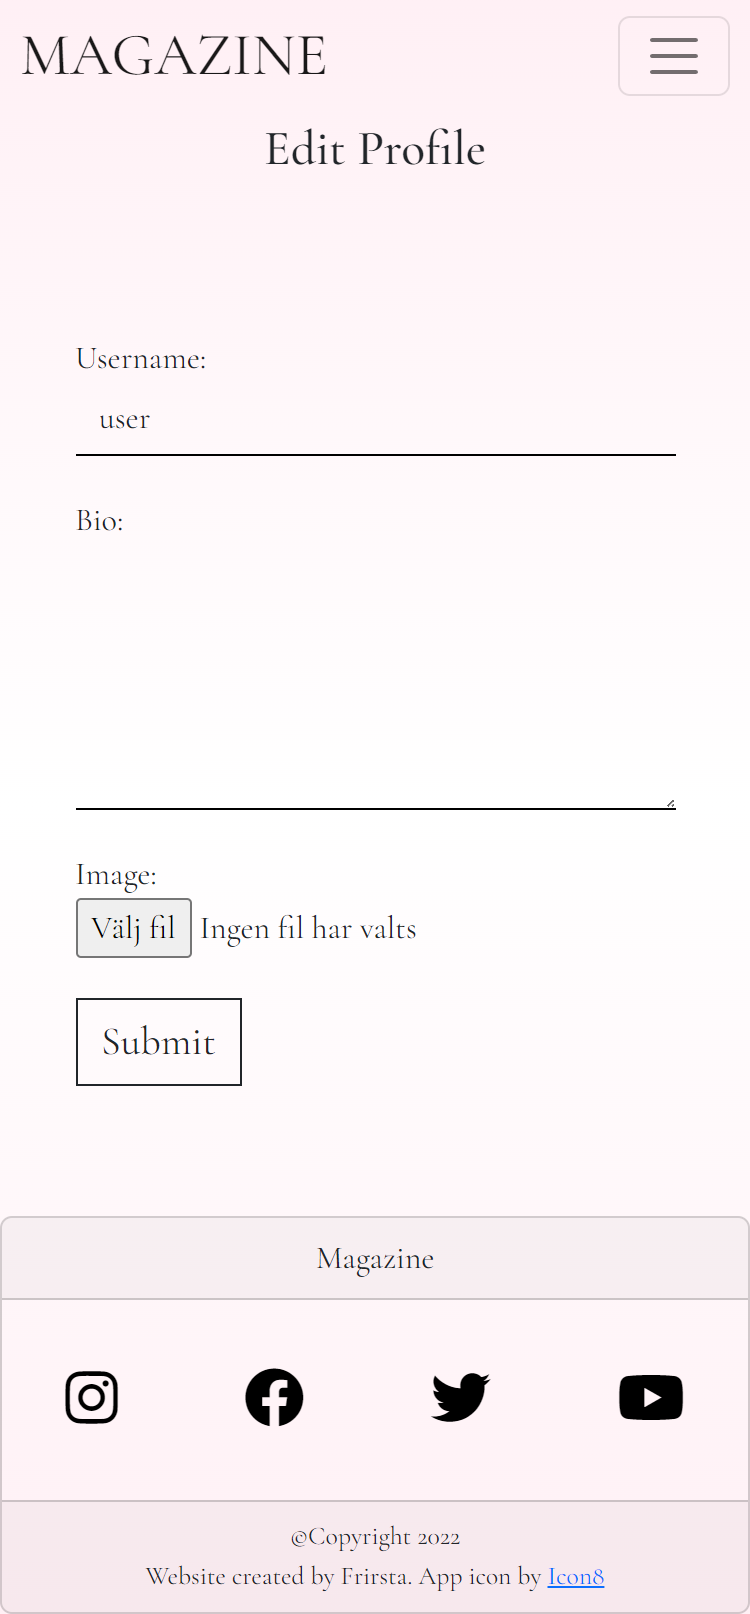 MAGAZINE
Edit Profile
Username:
user
Bio:
Image:
Välj fil Ingen fil har valts
Submit
Magazine
©Copyright 2022
Website created by Frirsta. App icon by Icon8